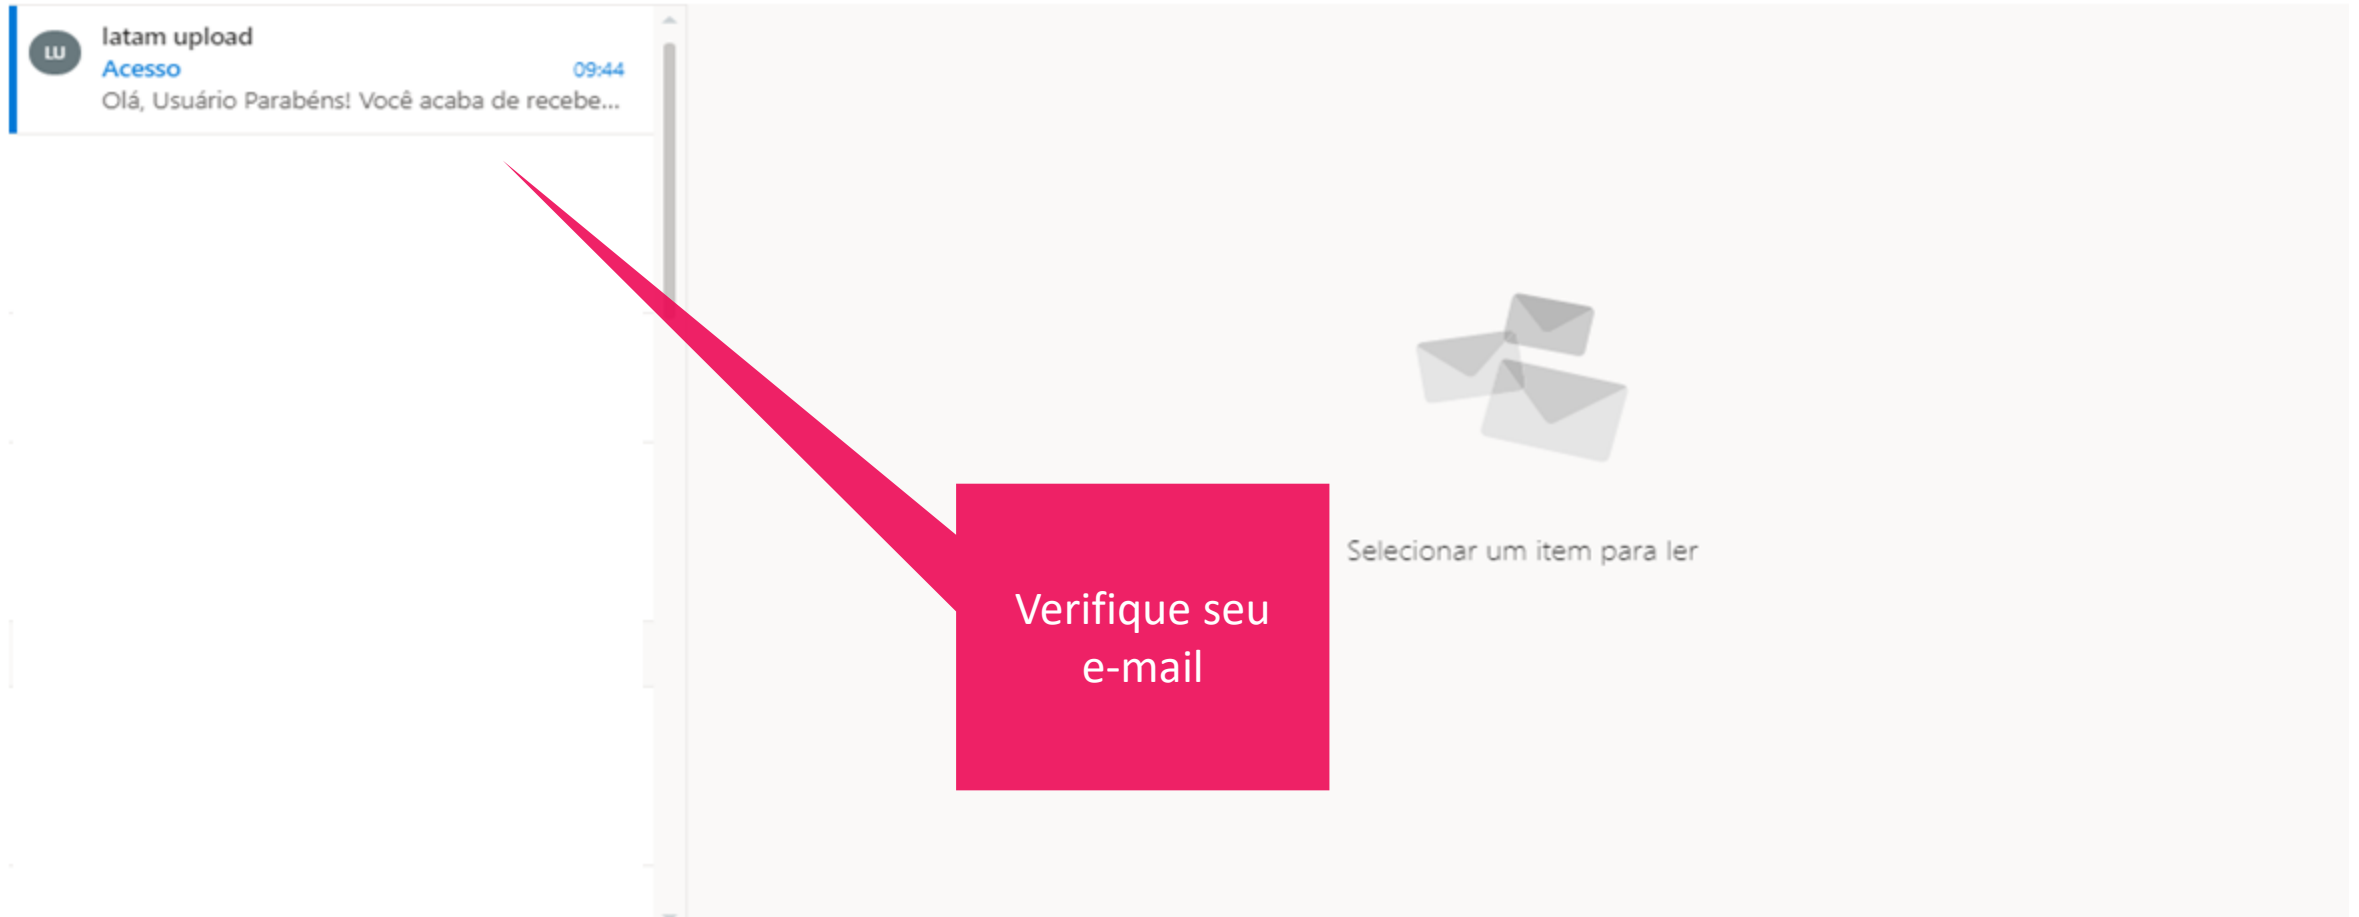 LU
latam upload
Acesso 09:44
Olá, Usuário Parabéns! Você acaba de recebe...
Selecionar um item para ler
Verifique seu
e-mail